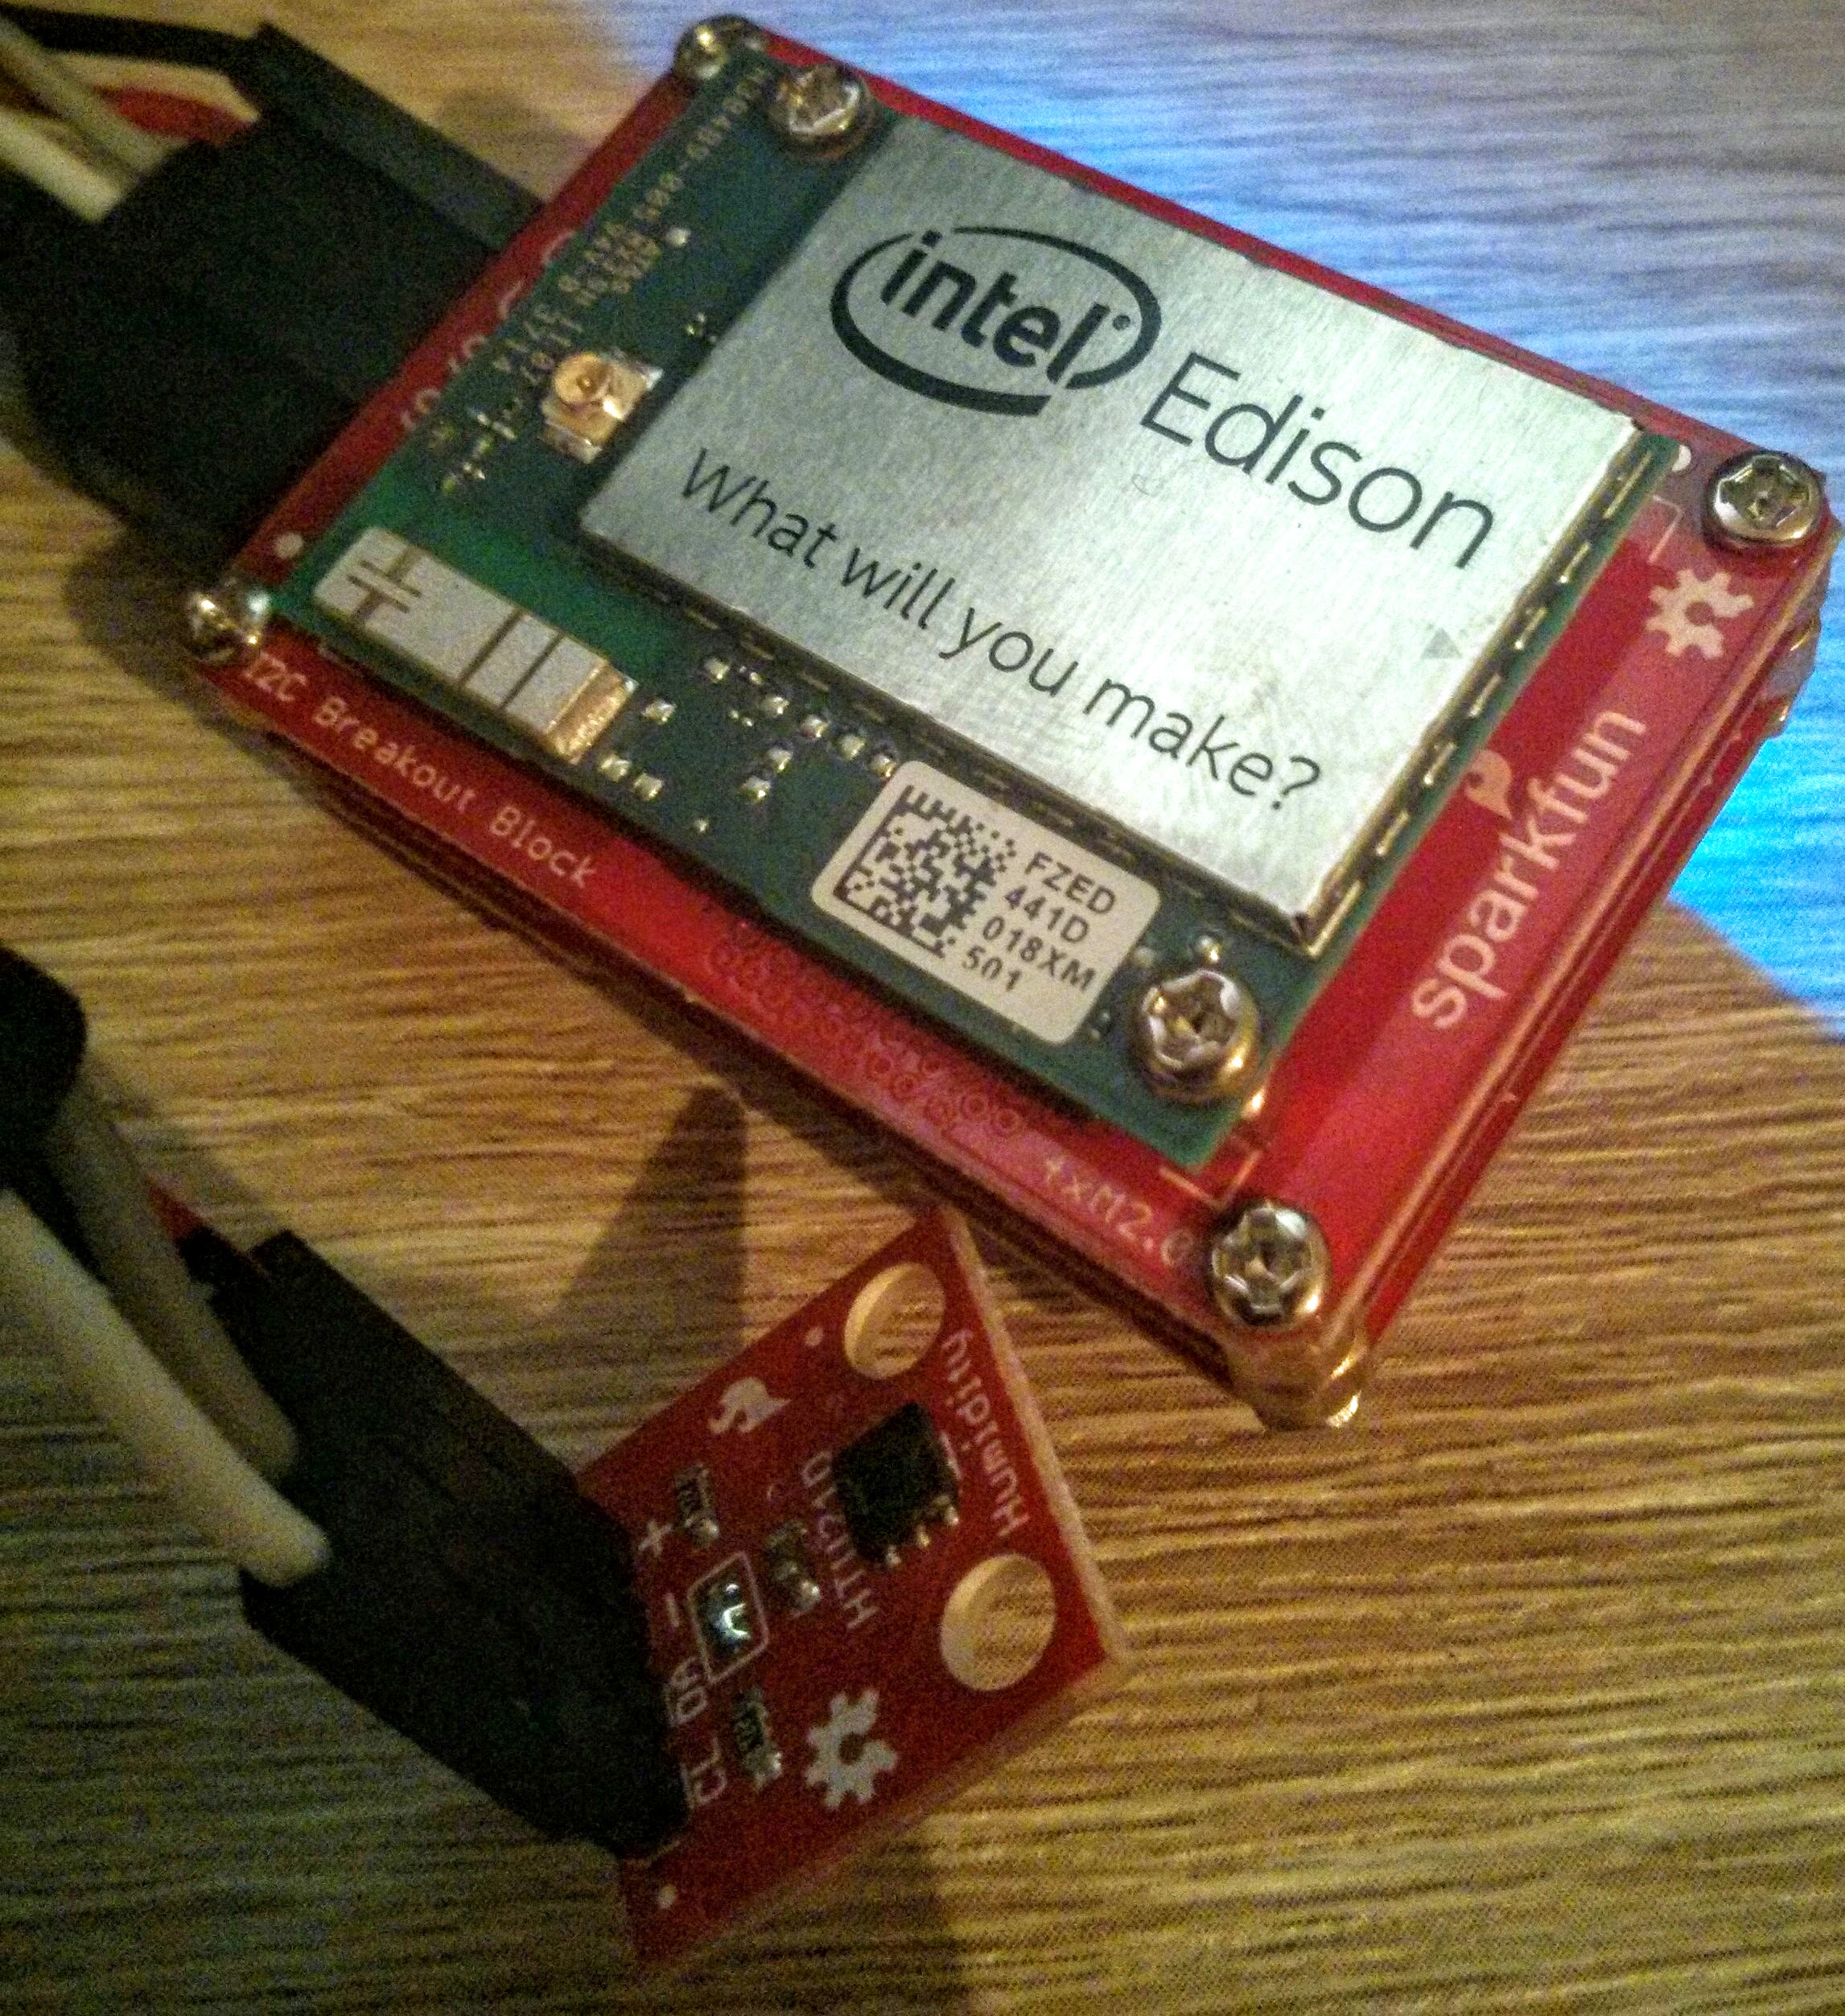 intel®
Edison
What will you make?
FZED
441D
018XM
501
I2C Breakout Block
sparkfun
Humidity
HTU21D
+
-
DA
CL